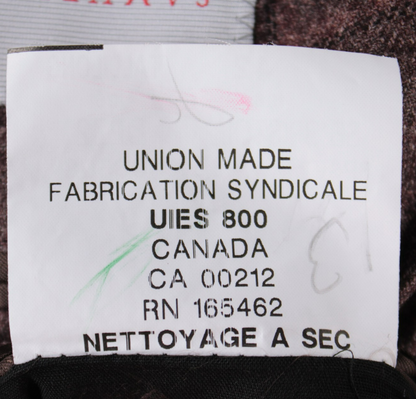 UNION MADE
FABRICATION SYNDICALE
UIES 800
CANADA
CA 00212
RN 165462
NETTOYAGE A SEC